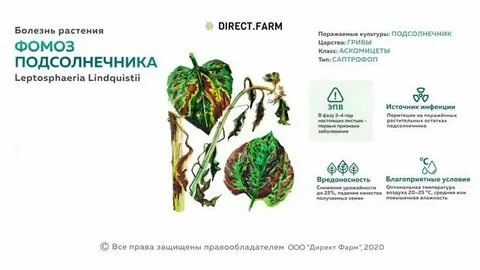 DIRECT.FARM
Болезнь растения
ФОМОЗ
ПОДСОЛНЕЧНИКА
Leptosphaeria Lindquistii
Поражаемые культуры: ПОДСОЛНЕЧНИК
Царство: ГРИБЫ
Класс: АСКОМИЦЕТЫ
Тип: САПТРОФОП
ЭПВ
В фазу 3-4 пар
настоящих листьев –
первые признаки
заболевания
Источник инфекции
Перитеции на поражённых
растительных остатках
подсолнечника
Вредоносность
Снижение урожайности
до 25%, падение качества
получаемых семян
°C
Благоприятные условия
Оптимальная температура
воздуха 20–25 °C, средняя или
повышенная влажность
© Все права защищены правообладателем ООО "Директ Фарм", 2020